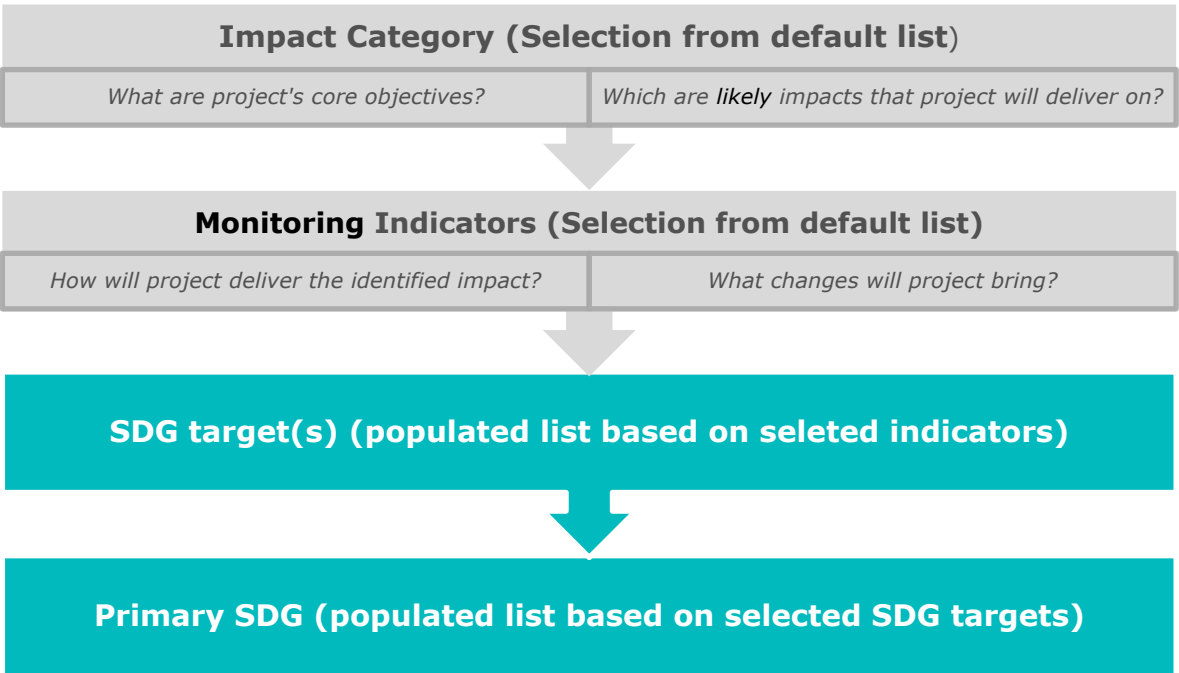 Impact Category (Selection from default list)
What are project's core objectives?
Which are likely impacts that project will deliver on?
Monitoring Indicators (Selection from default list)
How will project deliver the identified impact?
What changes will project bring?
SDG target(s) (populated list based on seleted indicators)
Primary SDG (populated list based on selected SDG targets)